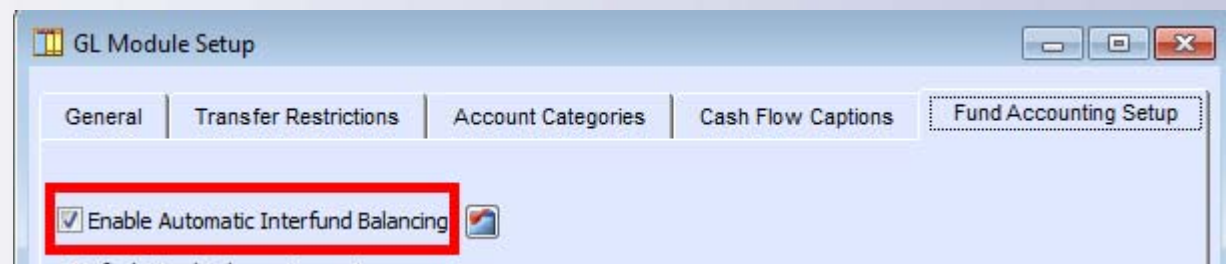 GL Module Setup
General Transfer Restrictions Account Categories Cash Flow Captions Fund Accounting Setup
Enable Automatic Interfund Balancing